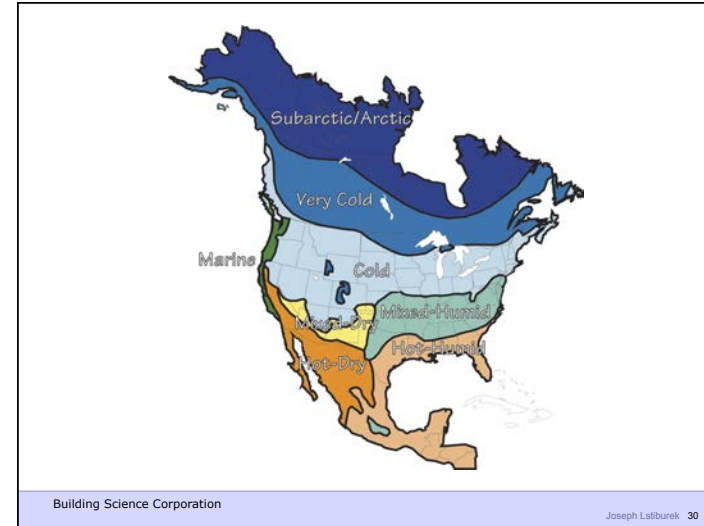 Subarctic/Arctic
Very Cold
Marine
Cold
Mixed-Humid
Mixed-Dry
Hot-Humid
Hot-Dry
Building Science Corporation
Joseph Lstiburek 30